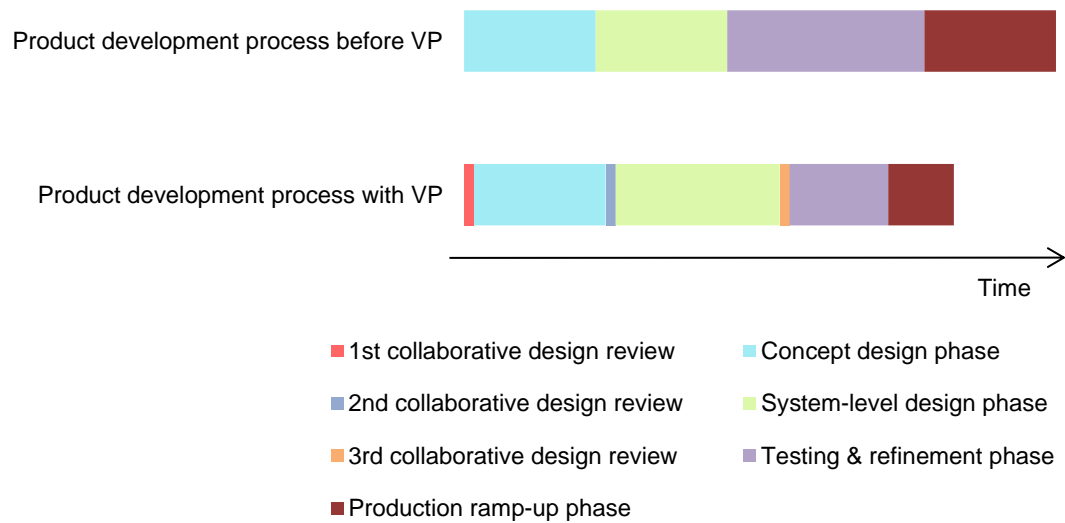 Product development process before VP
Product development process with VP
Time
1st collaborative design review
Concept design phase
2nd collaborative design review
System-level design phase
3rd collaborative design review
Testing & refinement phase
Production ramp-up phase